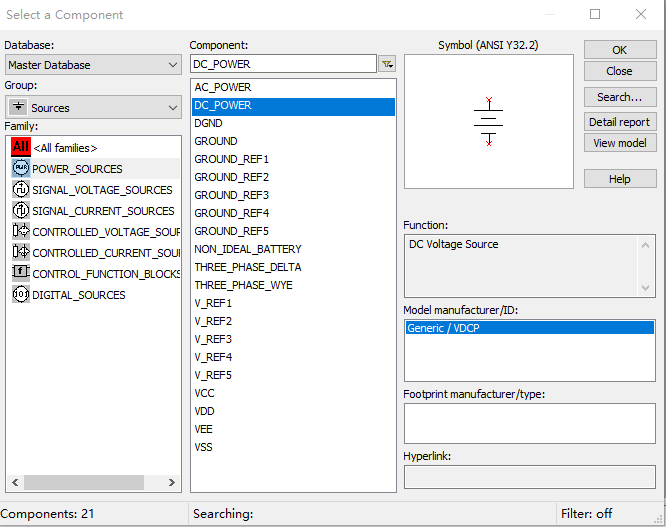 Select a Component
Database:
Master Database
Group:
Sources
Family:
All <All families>
PWR POWER_SOURCES
SIGNAL_VOLTAGE_SOURCES
SIGNAL_CURRENT_SOURCES
CONTROLLED_VOLTAGE_SOUR
CONTROLLED_CURRENT_SOU
f CONTROL_FUNCTION_BLOCKS
DIGITAL_SOURCES
Component:
DC_POWER
AC_POWER
DC_POWER
DGND
GROUND
GROUND_REF1
GROUND_REF2
GROUND_REF3
GROUND_REF4
GROUND_REF5
NON_IDEAL_BATTERY
THREE_PHASE_DELTA
THREE_PHASE_WYE
V_REF1
V_REF2
V_REF3
V_REF4
V_REF5
VCC
VDD
VEE
VSS
Symbol (ANSI Y32.2)
Function:
DC Voltage Source
Model manufacturer/ID:
Generic / VDCP
Footprint manufacturer/type:
Hyperlink:
OK
Close
Search...
Detail report
View model
Help
Components: 21
Searching:
Filter: off